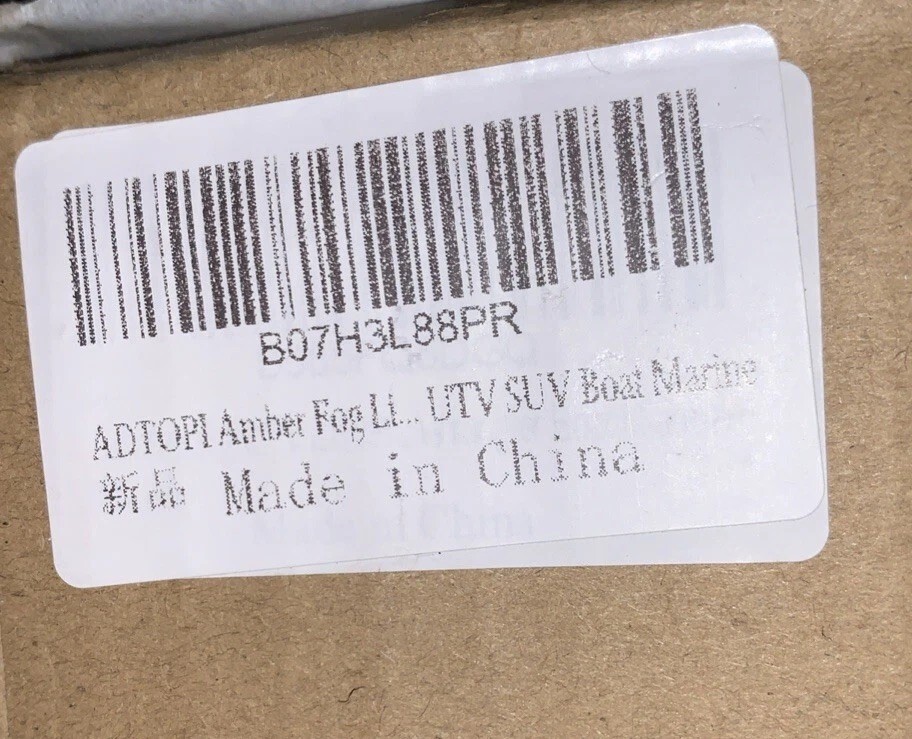 B07H3L88PR
ADTOPI Amber Fog Li... UTV SUV Boat Marine
新品 Made in China